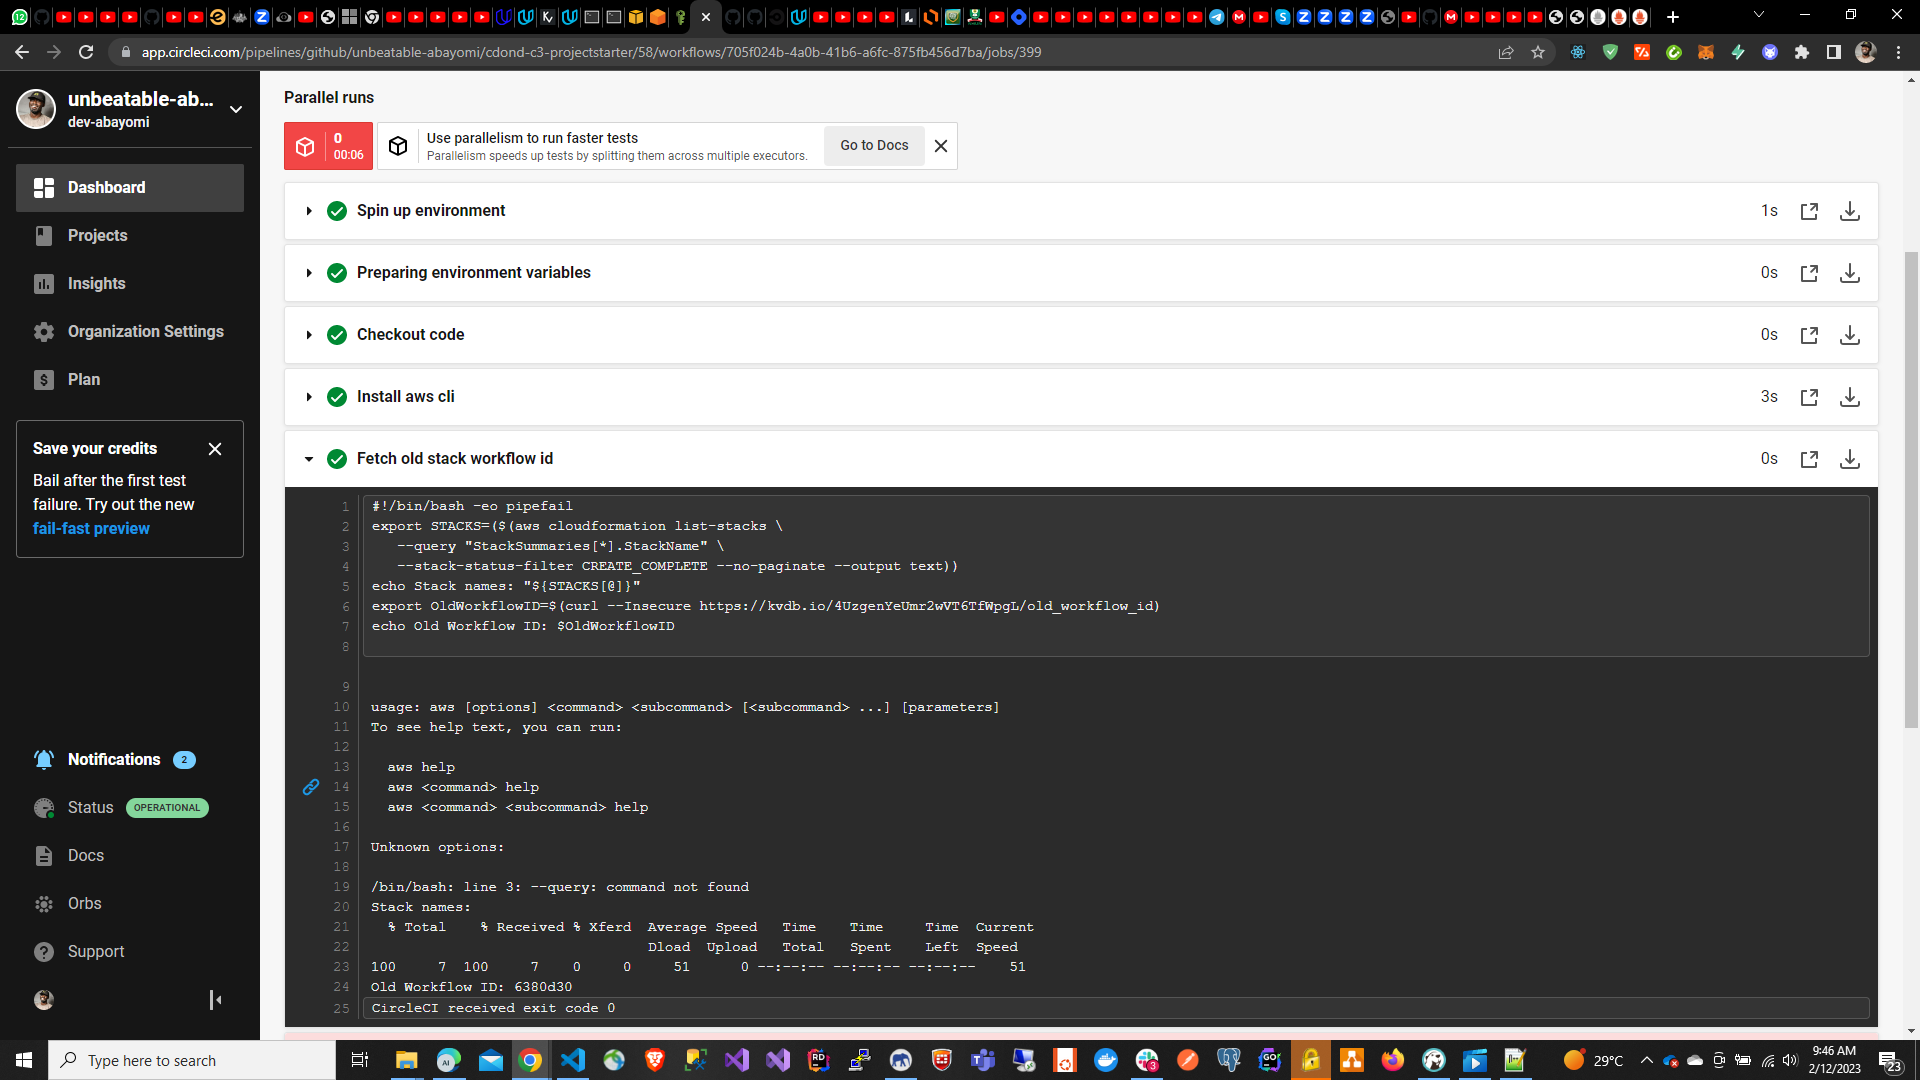 app.circleci.com/pipelines/github/unbeatable-abayomi/cdond-c3-projectstarter/58/workflows/705f024b-4a0b-41b6-a6fc-875fb456d7ba/jobs/399
unbeatable-ab...
dev-abayomi
Dashboard
Projects
Insights
Organization Settings
Plan
Save your credits
Bail after the first test
failure. Try out the new
fail-fast preview
Notifications 2
Status OPERATIONAL
Docs
Orbs
Support
Parallel runs
0
00:06
Use parallelism to run faster tests
Parallelism speeds up tests by splitting them across multiple executors.
Go to Docs
Spin up environment 1s
Preparing environment variables 0s
Checkout code 0s
Install aws cli 3s
Fetch old stack workflow id 0s
1 #!/bin/bash -eo pipefail
2 export STACKS=($(aws cloudformation list-stacks \
3 --query "StackSummaries[*].StackName" \
4 --stack-status-filter CREATE_COMPLETE --no-paginate --output text))
5 echo Stack names: "${STACKS[@]}"
6 export OldWorkflowID=$(curl --Insecure https://kvdb.io/4UzgenYeUmr2wVT6TfWpgL/old_workflow_id)
7 echo Old Workflow ID: $OldWorkflowID
8
9
10 usage: aws [options] <command> <subcommand> [<subcommand> ...] [parameters]
11 To see help text, you can run:
12
13 aws help
14 aws <command> help
15 aws <command> <subcommand> help
16
17 Unknown options:
18
19 /bin/bash: line 3: --query: command not found
20 Stack names:
21 % Total % Received % Xferd Average Speed Time Time Time Current
22 Dload Upload Total Spent Left Speed
23 100 7 100 7 0 0 51 0 --:--:-- --:--:-- --:--:-- 51
24 Old Workflow ID: 6380d30
25 CircleCI received exit code 0
Type here to search
29°C
9:46 AM
2/12/2023
23